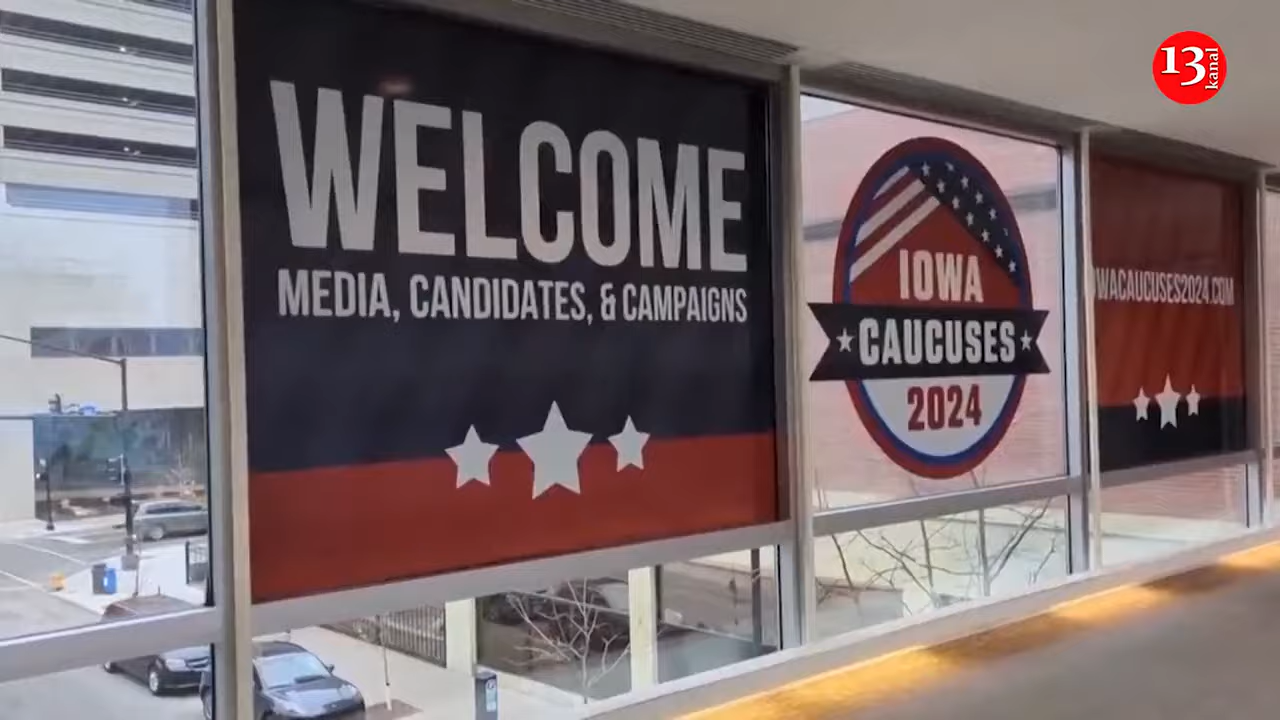 WELCOME
MEDIA, CANDIDATES, & CAMPAIGNS
IOWA
CAUCUSES
2024
WACAUCUSES2024.COM
13
kanal